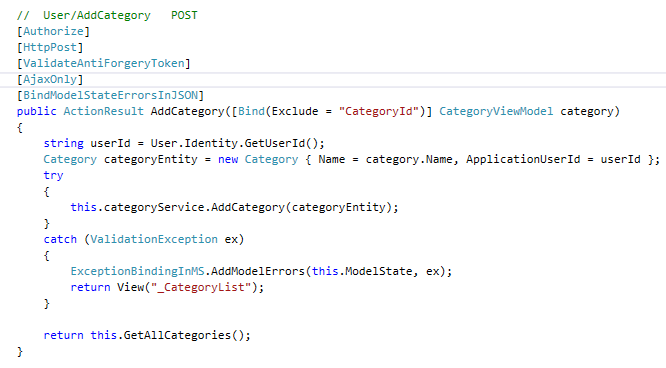 //  User/AddCategory   POST
[Authorize]
[HttpPost]
[ValidateAntiForgeryToken]
[AjaxOnly]
[BindModelStateErrorsInJSON]
public ActionResult AddCategory([Bind(Exclude = "CategoryId")] CategoryViewModel category)
{
    string userId = User.Identity.GetUserId();
    Category categoryEntity = new Category { Name = category.Name, ApplicationUserId = userId };
    try
    {
        this.categoryService.AddCategory(categoryEntity);
    }
    catch (ValidationException ex)
    {
        ExceptionBindingInMS.AddModelErrors(this.ModelState, ex);
        return View("_CategoryList");
    }

    return this.GetAllCategories();
}